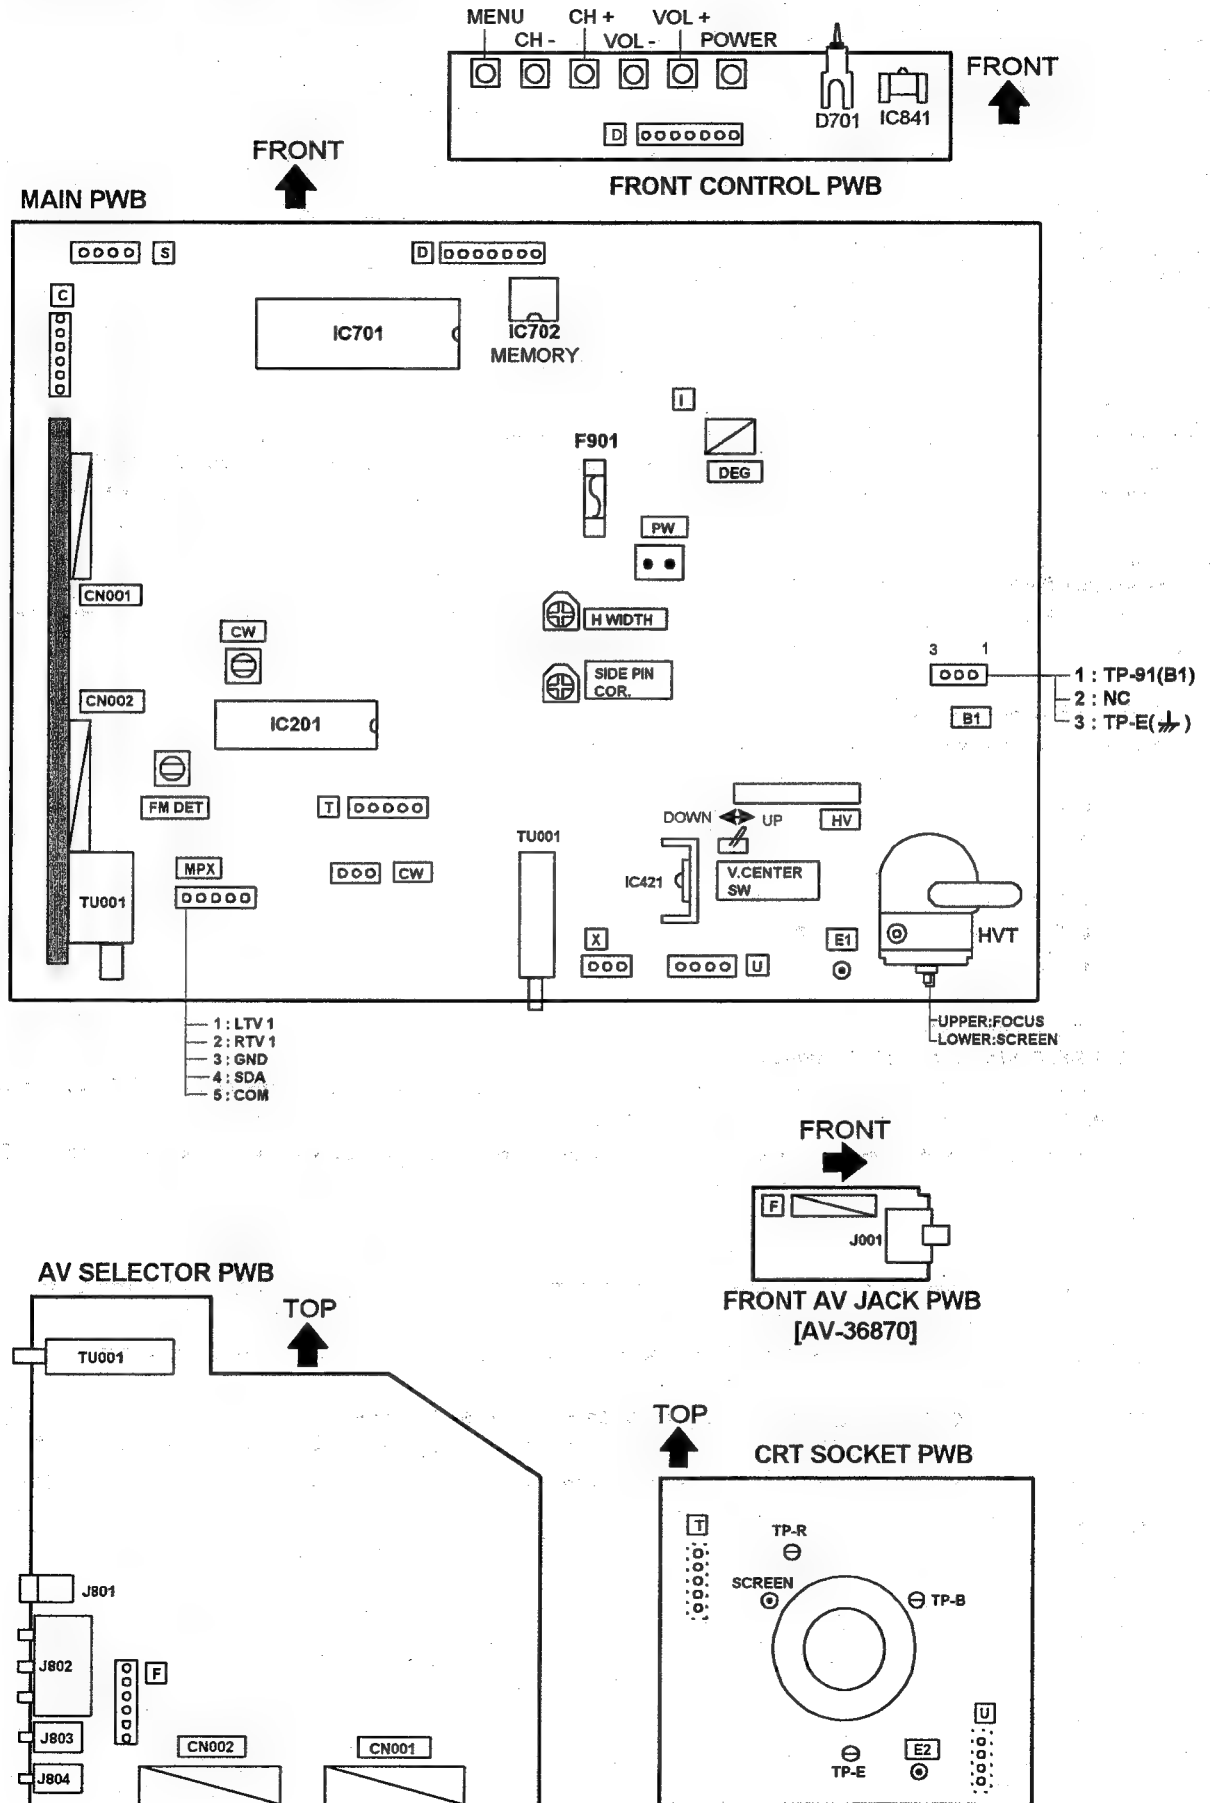 MENU CH + VOL +
CH - VOL - POWER
FRONT
D701 IC841
D
FRONT CONTROL PWB
FRONT
MAIN PWB
S
D
C
IC701
IC702
MEMORY
I
F901
DEG
PW
CN001
H WIDTH
CW
SIDE PIN
COR.
3 1
1 : TP-91(B1)
2 : NC
3 : TP-E( )
B1
CN002
IC201
FM DET
T
DOWN UP
HV
TU001
MPX
CW
IC421
V.CENTER
SW
TU001
X
U
E1
HVT
1 : LTV 1
2 : RTV 1
3 : GND
4 : SDA
5 : COM
UPPER:FOCUS
LOWER:SCREEN
FRONT
F
J001
FRONT AV JACK PWB
[AV-36870]
AV SELECTOR PWB
TOP
TU001
J801
J802
F
J803
CN002
CN001
J804
TOP
CRT SOCKET PWB
T
TP-R
SCREEN
TP-B
U
TP-E
E2